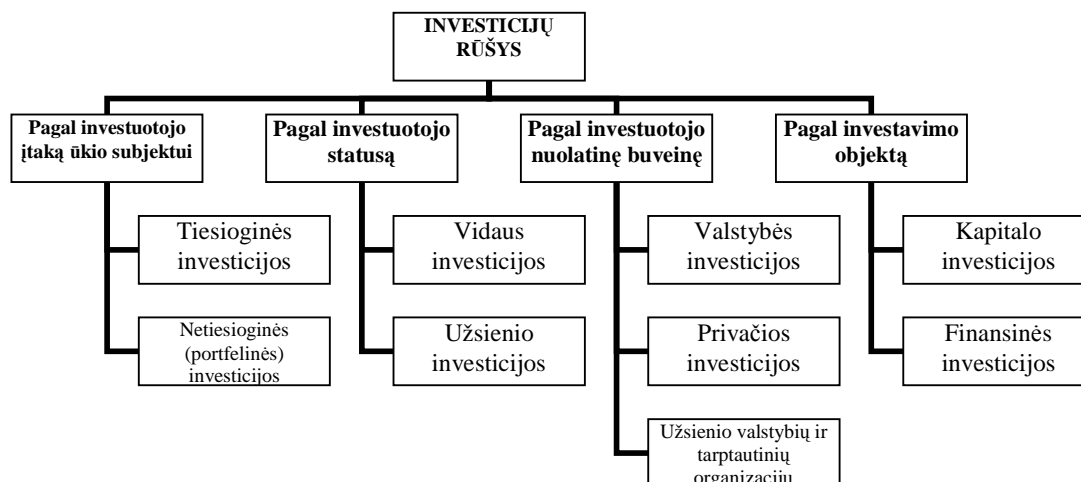 INVESTICIJŲ
RŪŠYS
Pagal investuotojo
įtaką ūkio subjektui
Pagal investuotojo
statusą
Pagal investuotojo
nuolatinę buveinę
Pagal investavimo
objektą
Tiesioginės
investicijos
Vidaus
investicijos
Valstybės
investicijos
Kapitalo
investicijos
Netiesioginės
(portfelinės)
investicijos
Užsienio
investicijos
Privačios
investicijos
Finansinės
investicijos
Užsienio valstybių ir
tarptautinių
organizacijų